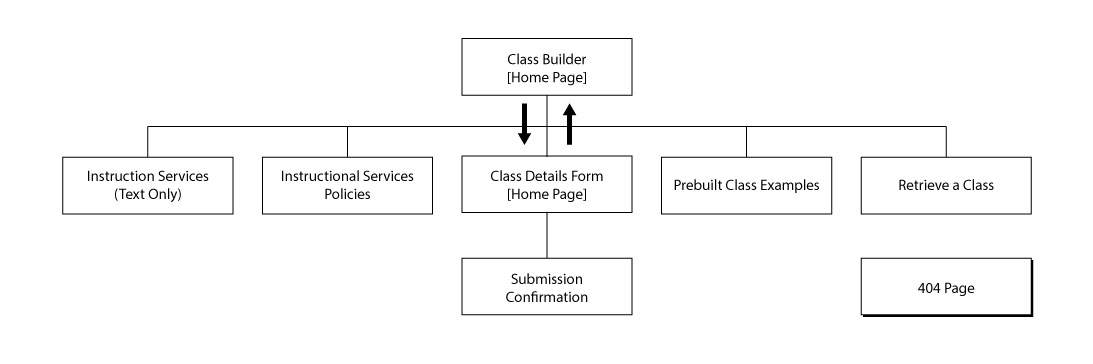 Class Builder
[Home Page]
Instruction Services
(Text Only)
Instructional Services
Policies
Class Details Form
[Home Page]
Prebuilt Class Examples
Retrieve a Class
Submission
Confirmation
404 Page